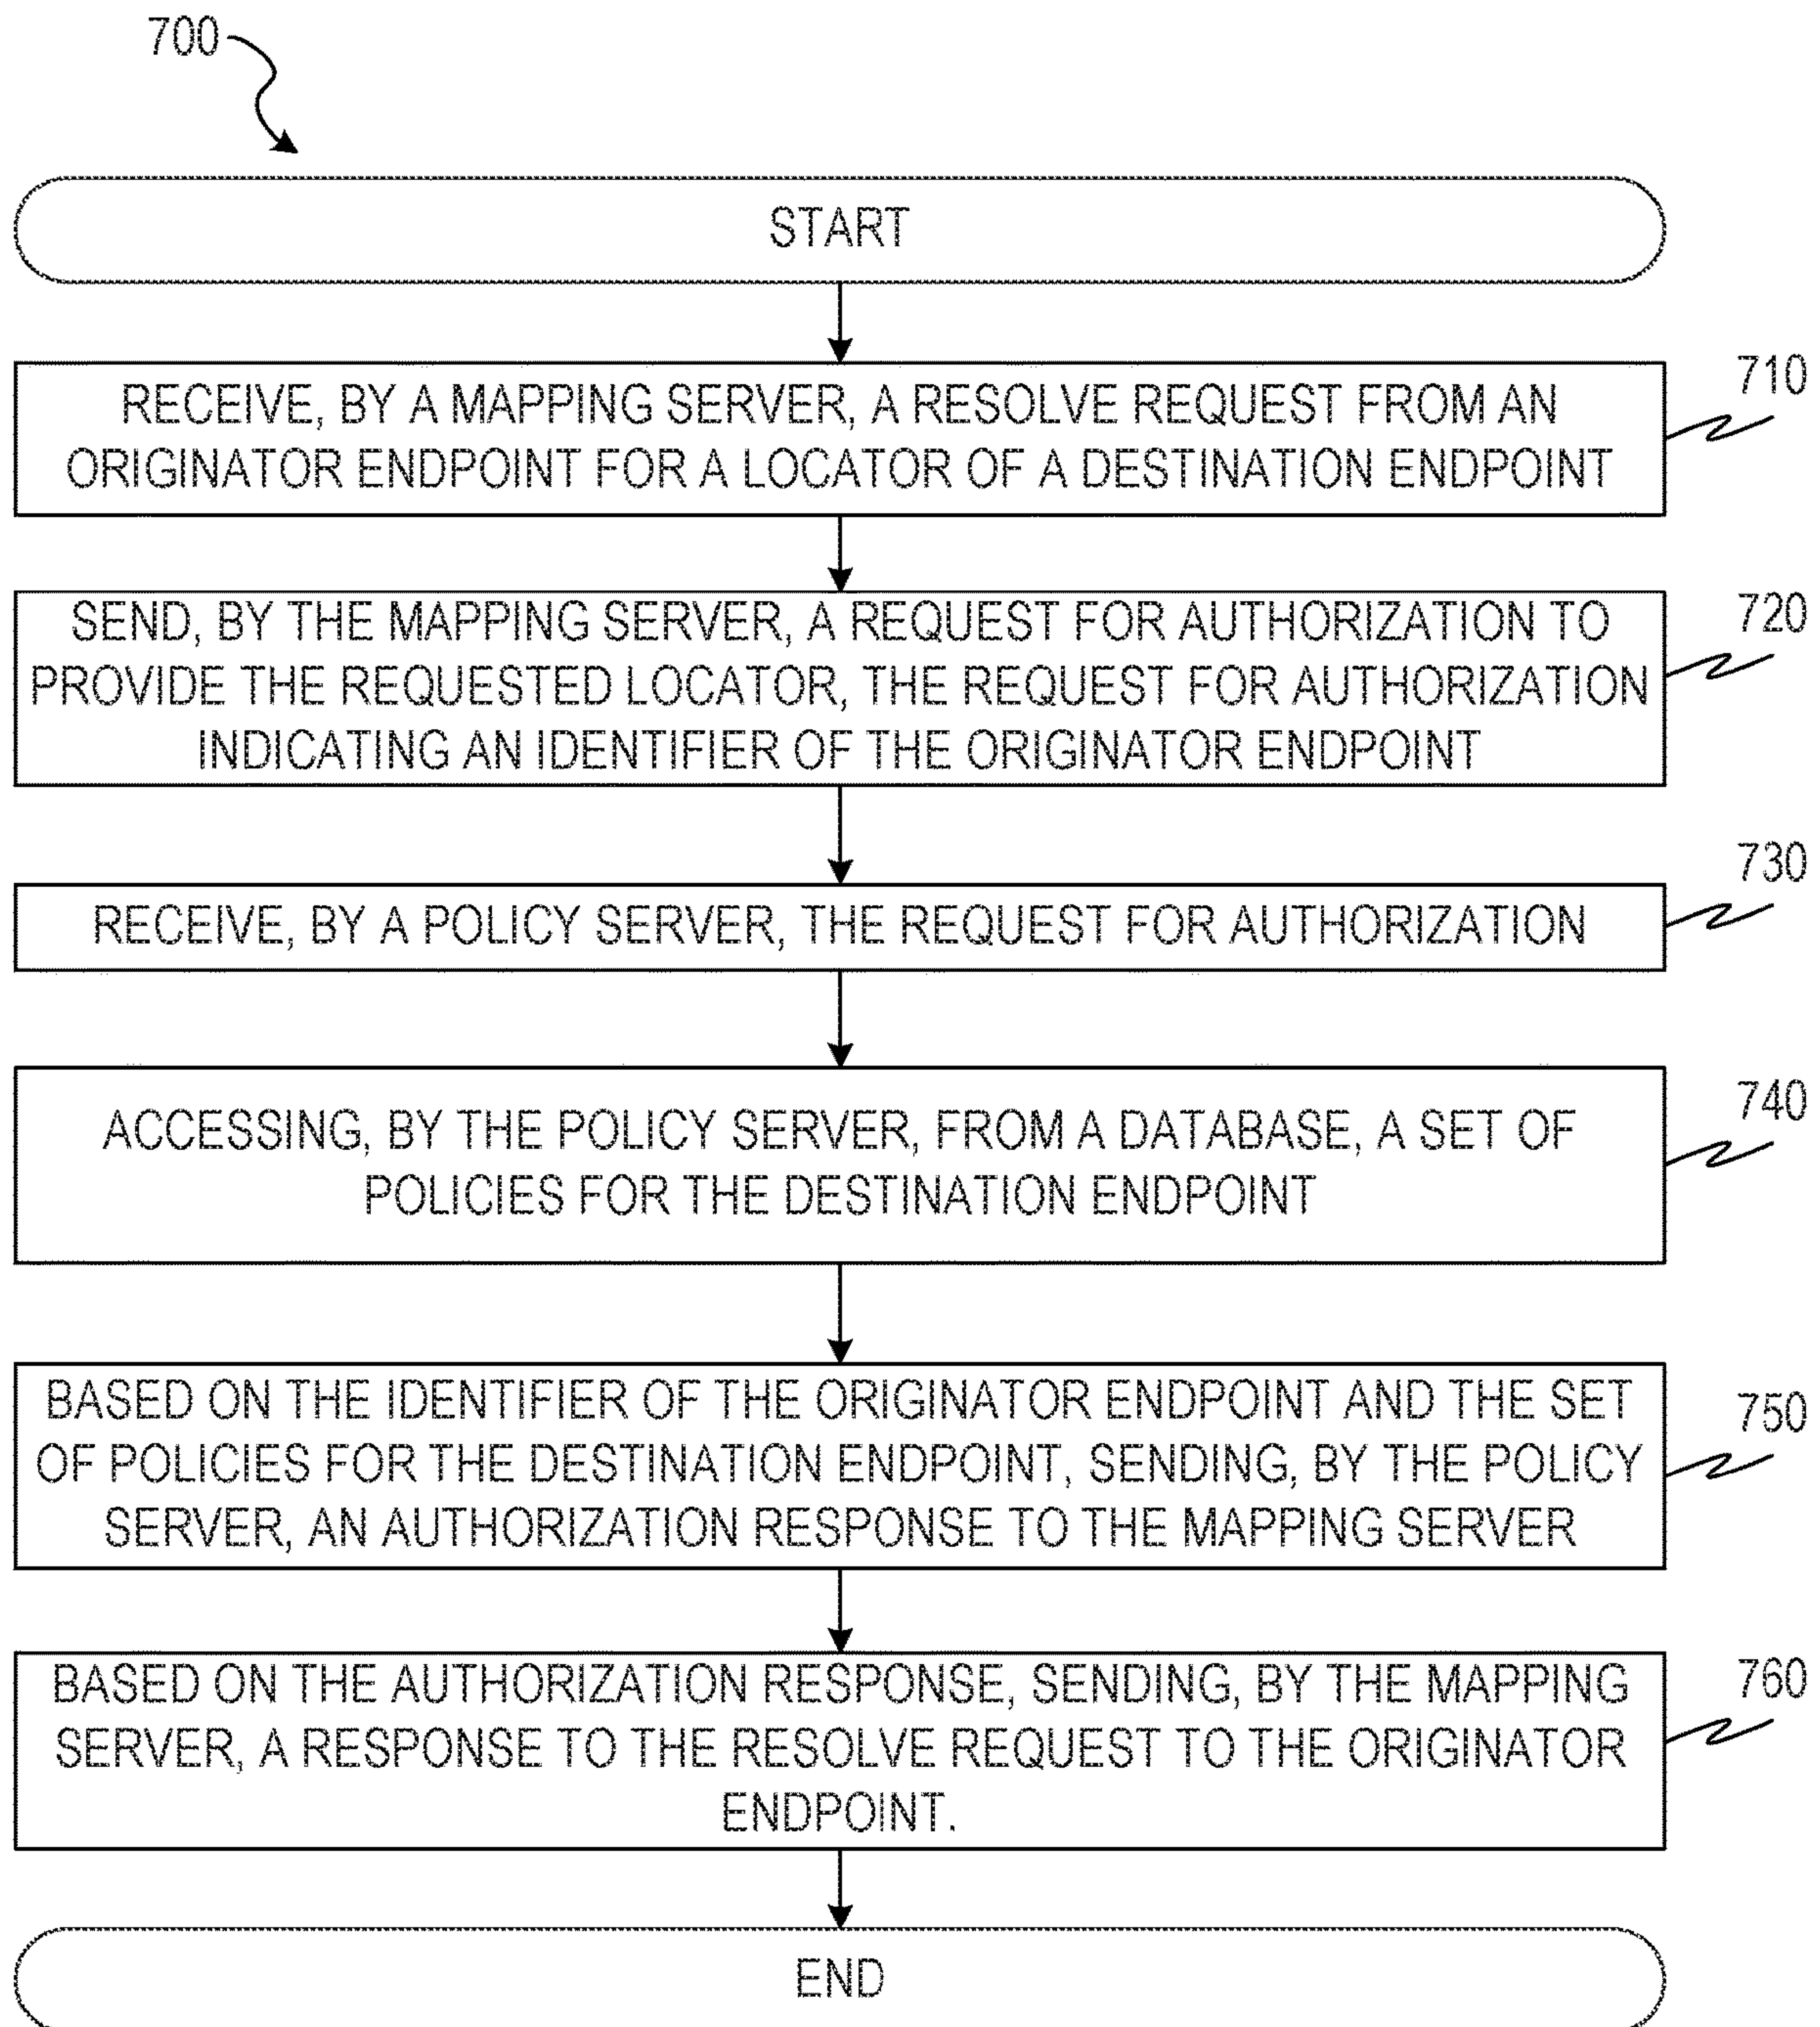 700
START
RECEIVE, BY A MAPPING SERVER, A RESOLVE REQUEST FROM AN
ORIGINATOR ENDPOINT FOR A LOCATOR OF A DESTINATION ENDPOINT
710
SEND, BY THE MAPPING SERVER, A REQUEST FOR AUTHORIZATION TO
PROVIDE THE REQUESTED LOCATOR, THE REQUEST FOR AUTHORIZATION
INDICATING AN IDENTIFIER OF THE ORIGINATOR ENDPOINT
720
RECEIVE, BY A POLICY SERVER, THE REQUEST FOR AUTHORIZATION
730
ACCESSING, BY THE POLICY SERVER, FROM A DATABASE, A SET OF
POLICIES FOR THE DESTINATION ENDPOINT
740
BASED ON THE IDENTIFIER OF THE ORIGINATOR ENDPOINT AND THE SET
OF POLICIES FOR THE DESTINATION ENDPOINT, SENDING, BY THE POLICY
SERVER, AN AUTHORIZATION RESPONSE TO THE MAPPING SERVER
750
BASED ON THE AUTHORIZATION RESPONSE, SENDING, BY THE MAPPING
SERVER, A RESPONSE TO THE RESOLVE REQUEST TO THE ORIGINATOR
ENDPOINT.
760
END